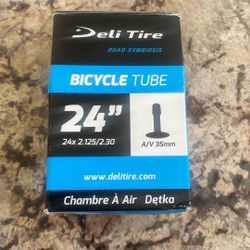 Deli Tire
ROAD SYMBIOSIS
BICYCLE TUBE
24”
24x 2.125/2.30
A/V 35mm
www.delitire.com
Chambre À Air Dętka